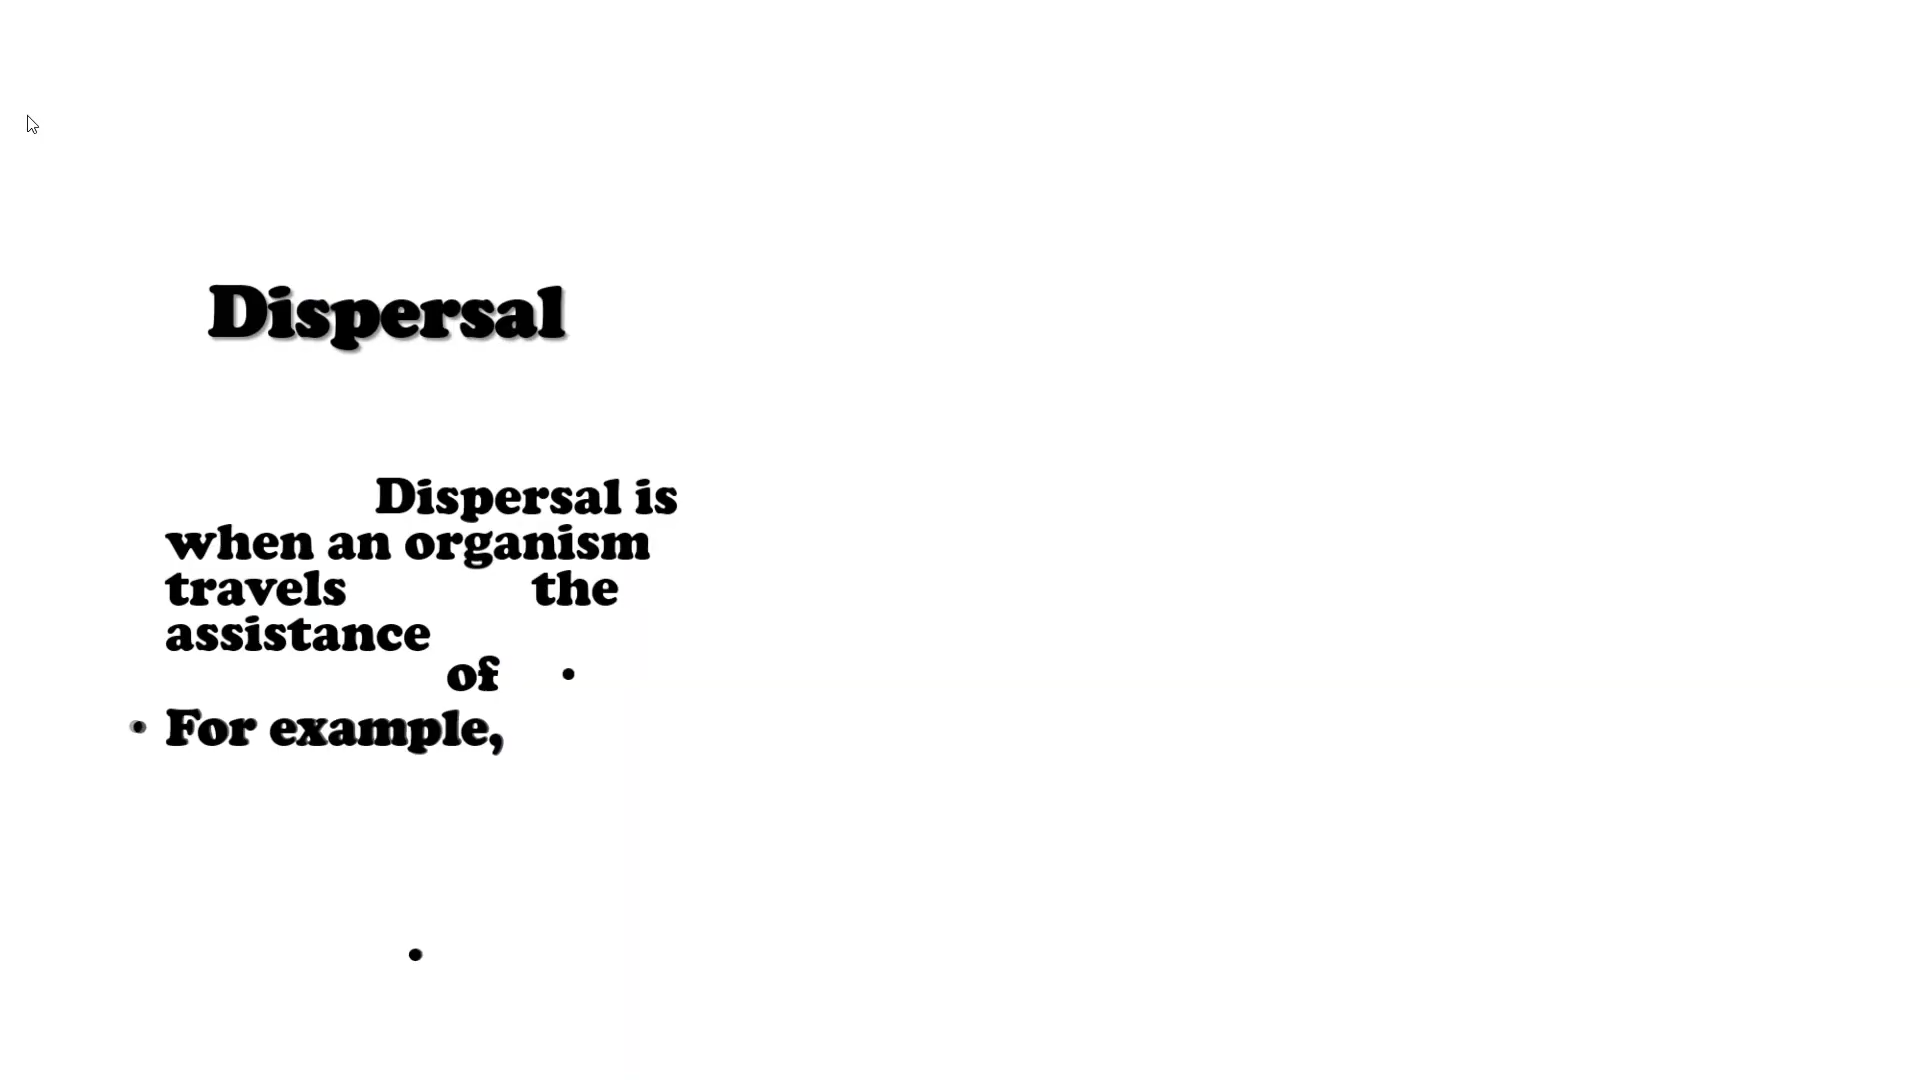 Dispersal
Dispersal is
when an organism
travels the
assistance
of •
• For example,
•